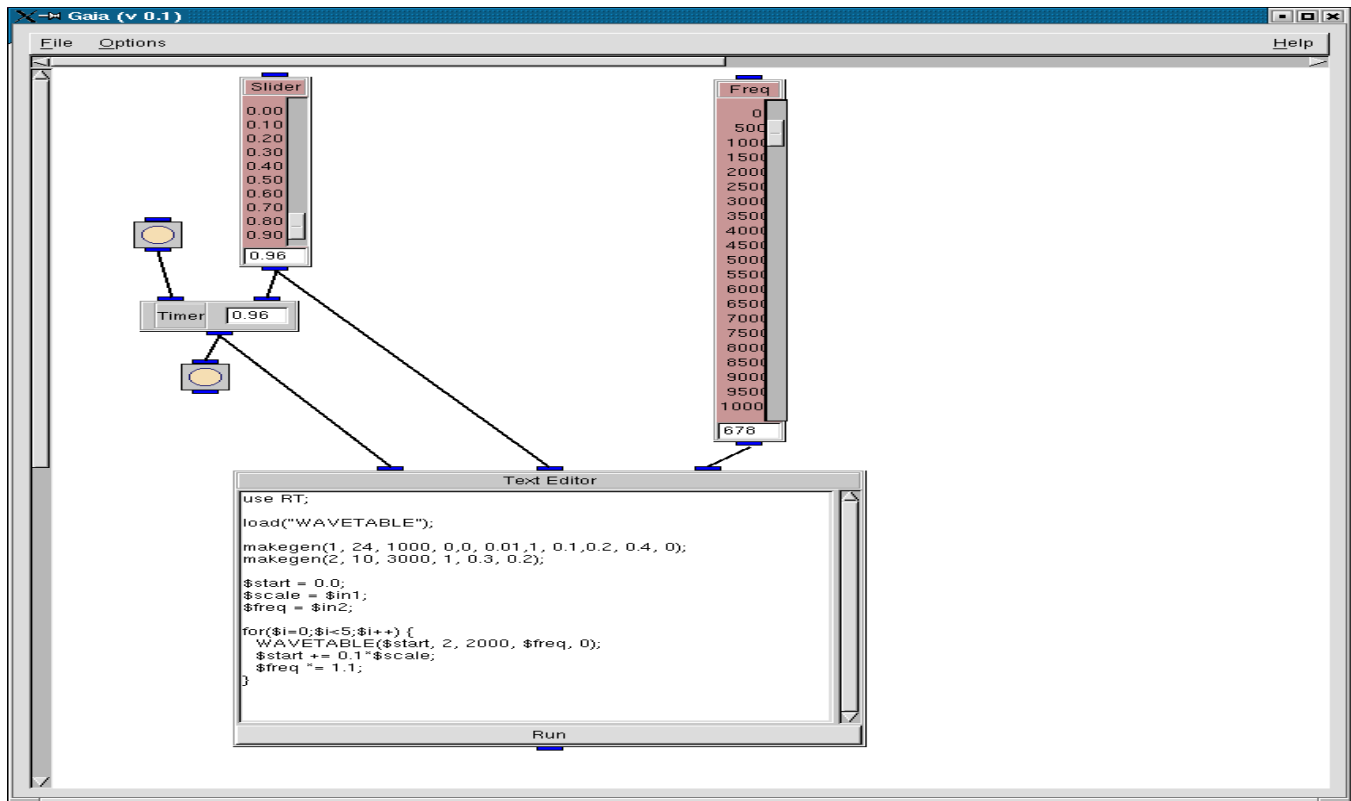 Gaia (v 0.1)
File Options Help
Slider
0.00
0.10
0.20
0.30
0.40
0.50
0.60
0.70
0.80
0.90
0.96
Freq
0
500
1000
1500
2000
2500
3000
3500
4000
4500
5000
5500
6000
6500
7000
7500
8000
8500
9000
9500
1000
678
Timer 0.96
Text Editor
use RT;
load("WAVETABLE");
makegen(1, 24, 1000, 0,0, 0.01,1, 0.1,0.2, 0.4, 0);
makegen(2, 10, 3000, 1, 0.3, 0.2);
$start = 0.0;
$scale = $in1;
$freq = $in2;
for($i=0;$i<5;$i++) {
WAVETABLE($start, 2, 2000, $freq, 0);
$start += 0.1*$scale;
$freq *= 1.1;
}
Run